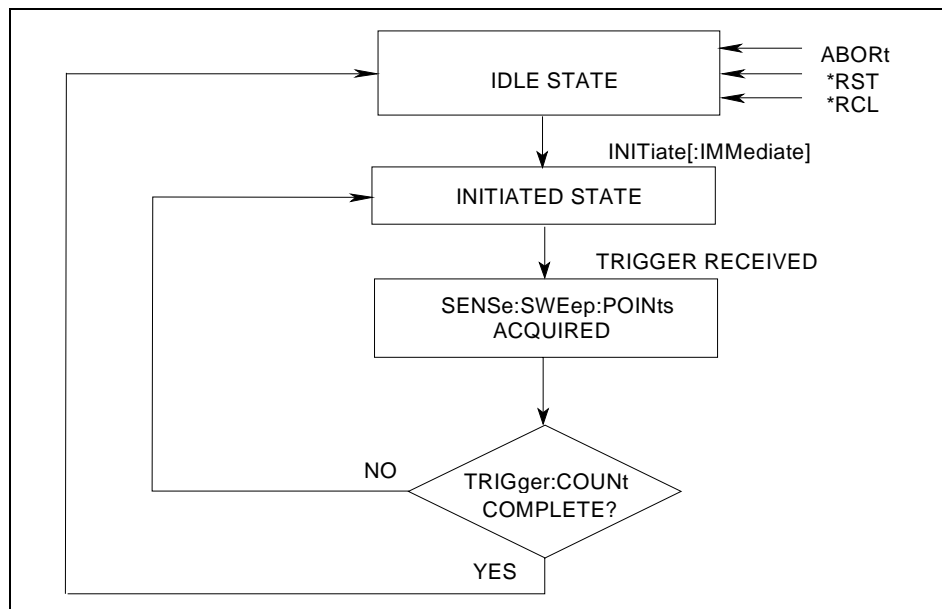 ABORt
IDLE STATE
*RST
*RCL
INITiate[:IMMediate]
INITIATED STATE
TRIGGER RECEIVED
SENSe:SWEep:POINts
ACQUIRED
NO
TRIGger:COUNt
COMPLETE?
YES